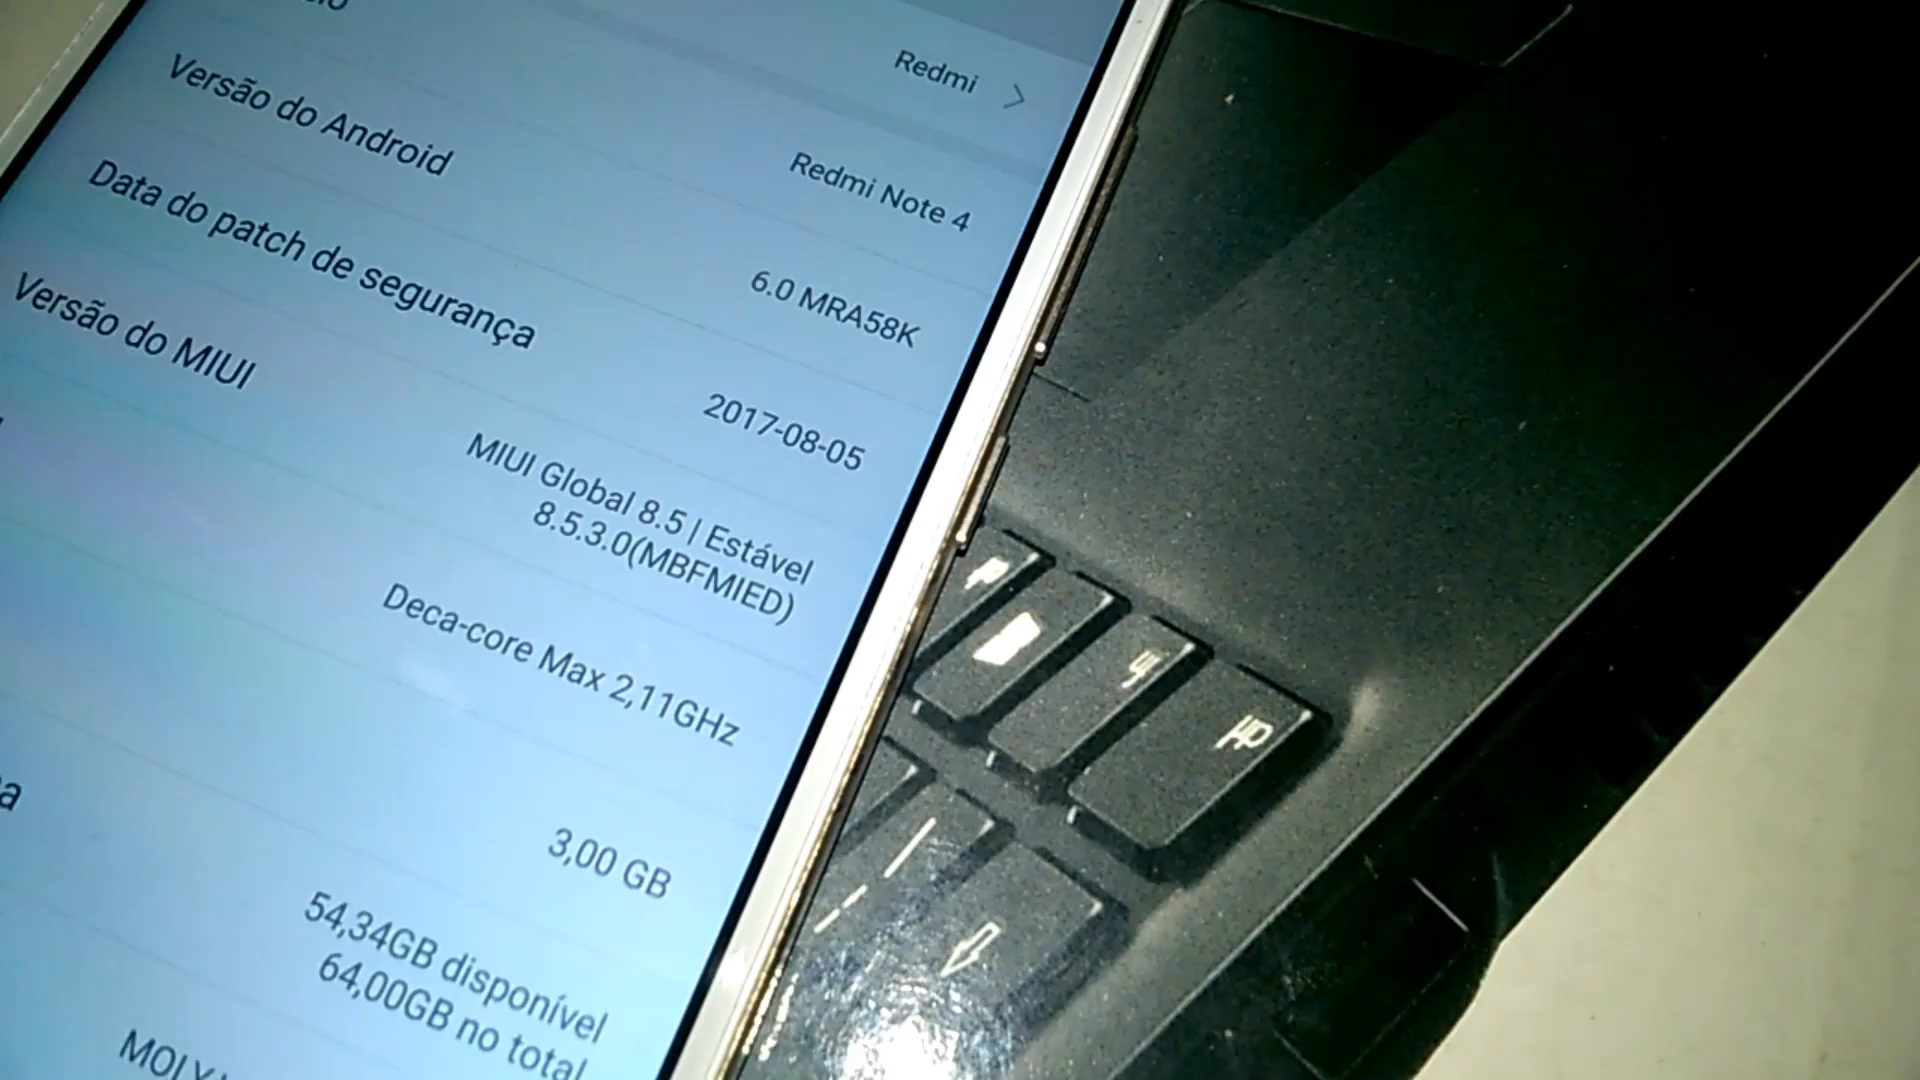 Redmi
Redmi Note 4
Versão do Android
6.0 MRA58K
Data do patch de segurança
2017-08-05
Versão do MIUI
MIUI Global 8.5 | Estável
8.5.3.0(MBFMIED)
Deca-core Max 2,11GHz
3,00 GB
54,34GB disponível
64,00GB no total